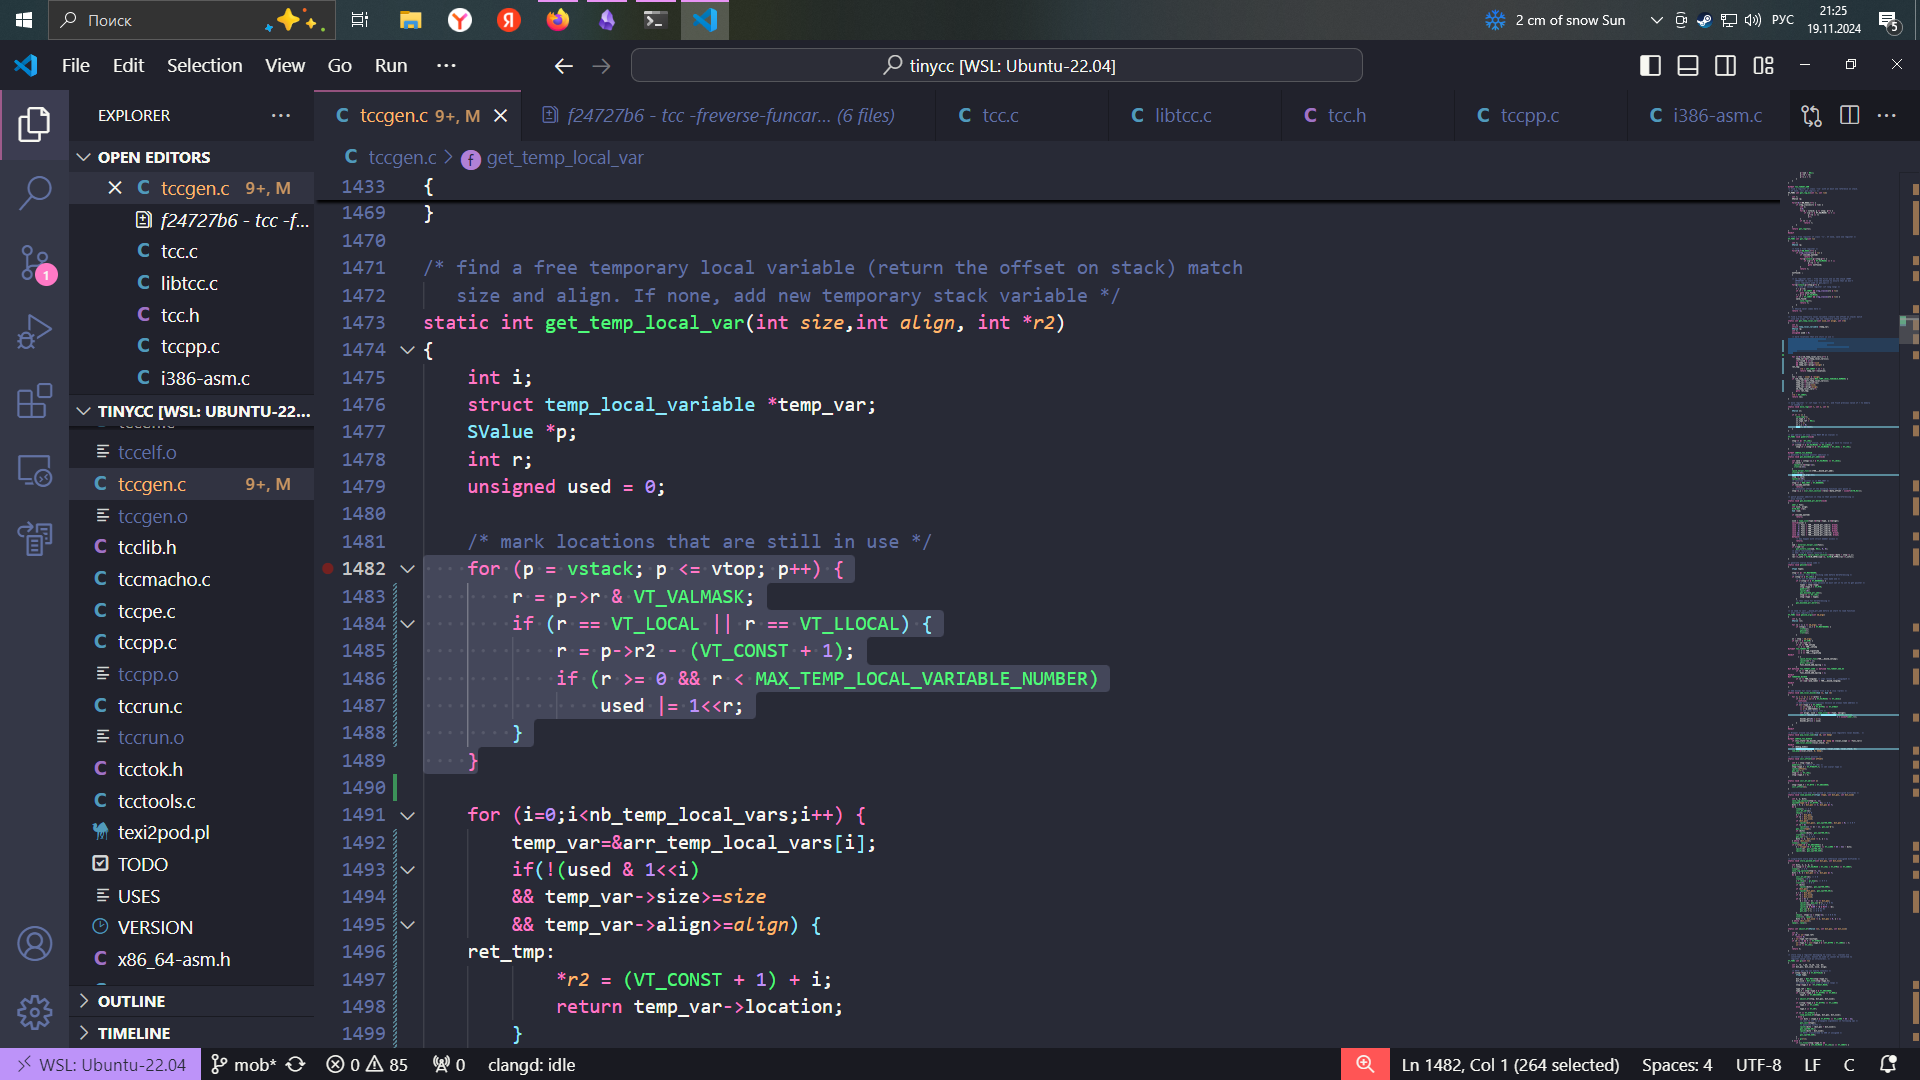 Поиск
2 cm of snow Sun
РУС
21:25
19.11.2024
5
File Edit Selection View Go Run ···
tinycc [WSL: Ubuntu-22.04]
EXPLORER
tccgen.c 9+, M
f24727b6 - tcc -freverse-funcar... (6 files)
C tcc.c
C libtcc.c
C tcc.h
C tccpp.c
C i386-asm.c
OPEN EDITORS
C tccgen.c 9+, M
f24727b6 - tcc -f...
C tcc.c
C libtcc.c
C tcc.h
C tccpp.c
C i386-asm.c
1
TINYCC [WSL: UBUNTU-22...
tccelf.o
C tccgen.c 9+, M
tccgen.o
C tcclib.h
C tccmacho.c
C tccpe.c
C tccpp.c
tccpp.o
C tccrun.c
tccrun.o
C tcctok.h
C tcctools.c
texi2pod.pl
TODO
USES
VERSION
C x86_64-asm.h
OUTLINE
TIMELINE
C tccgen.c > f get_temp_local_var
1433 {
1469 }
1470
1471 /* find a free temporary local variable (return the offset on stack) match
1472 size and align. If none, add new temporary stack variable */
1473 static int get_temp_local_var(int size,int align, int *r2)
1474 {
1475 int i;
1476 struct temp_local_variable *temp_var;
1477 SValue *p;
1478 int r;
1479 unsigned used = 0;
1480
1481 /* mark locations that are still in use */
1482 for (p = vstack; p <= vtop; p++) {
1483 r = p->r & VT_VALMASK;
1484 if (r == VT_LOCAL || r == VT_LLOCAL) {
1485 r = p->r2 - (VT_CONST + 1);
1486 if (r >= 0 && r < MAX_TEMP_LOCAL_VARIABLE_NUMBER)
1487 used |= 1<<r;
1488 }
1489 }
1490
1491 for (i=0;i<nb_temp_local_vars;i++) {
1492 temp_var=&arr_temp_local_vars[i];
1493 if(!(used & 1<<i)
1494 && temp_var->size>=size
1495 && temp_var->align>=align) {
1496 ret_tmp:
1497 *r2 = (VT_CONST + 1) + i;
1498 return temp_var->location;
1499 }
WSL: Ubuntu-22.04
mob*
0 85
0
clangd: idle
Ln 1482, Col 1 (264 selected)
Spaces: 4
UTF-8
LF
C